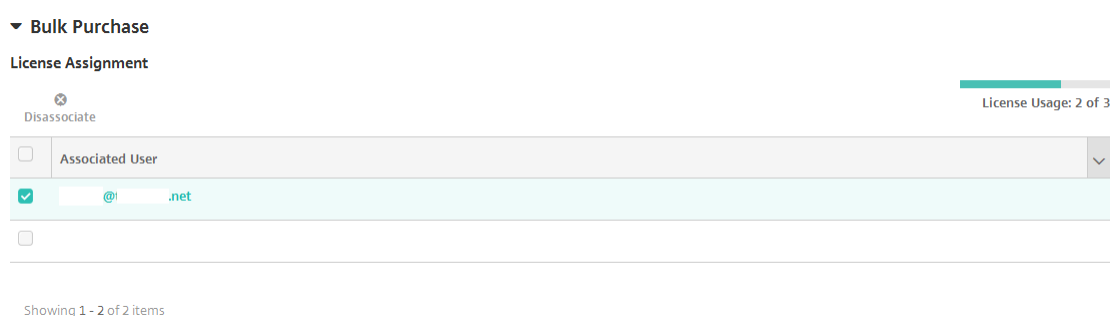 Bulk Purchase
License Assignment
Disassociate
License Usage: 2 of 3
Associated User
@ .net
Showing 1 - 2 of 2 items